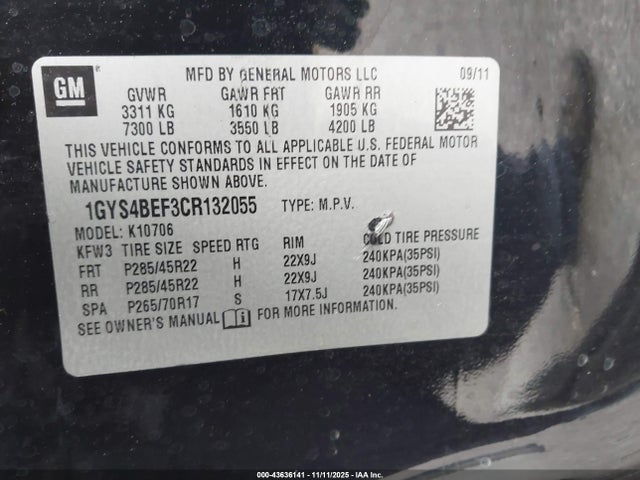 GM
MFD BY GENERAL MOTORS LLC 09/11
GVWR GAWR FRT GAWR RR
3311 KG 1610 KG 1905 KG
7300 LB 3550 LB 4200 LB
THIS VEHICLE CONFORMS TO ALL APPLICABLE U.S. FEDERAL MOTOR
VEHICLE SAFETY STANDARDS IN EFFECT ON THE DATE OF
MANUFACTURE SHOWN ABOVE.
1GYS4BEF3CR132055 TYPE: M.P.V.
MODEL: K10706
KFW3 TIRE SIZE SPEED RTG RIM COLD TIRE PRESSURE
FRT P285/45R22 H 22X9J 240KPA(35PSI)
RR P285/45R22 H 22X9J 240KPA(35PSI)
SPA P265/70R17 S 17X7.5J 240KPA(35PSI)
SEE OWNER'S MANUAL FOR MORE INFORMATION.
000-43636141 - 11/11/2025 - IAA Inc.